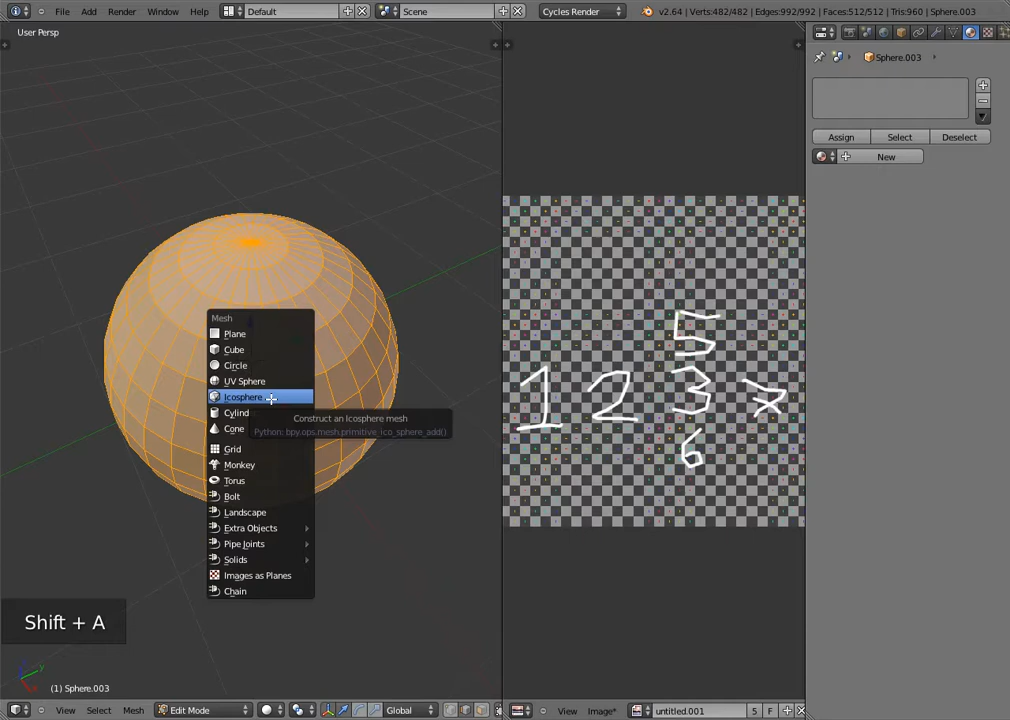 File Add Render Window Help Default Scene Cycles Render v2.64 | Verts:482/482 | Edges:992/992 | Faces:512/512 | Tris:960 | Sphere.003
User Persp
Sphere.003
Assign Select Deselect
New
Mesh
Plane
Cube
Circle
UV Sphere
Icosphere
Cylind
Cone
Construct an Icosphere mesh
Python: bpy.ops.mesh.primitive_ico_sphere_add()
Grid
Monkey
Torus
Bolt
Landscape
Extra Objects
Pipe Joints
Solids
Images as Planes
Chain
5
1 2 3
6
Shift + A
(1) Sphere.003
View Select Mesh Edit Mode Global View Image* untitled.001 5 F